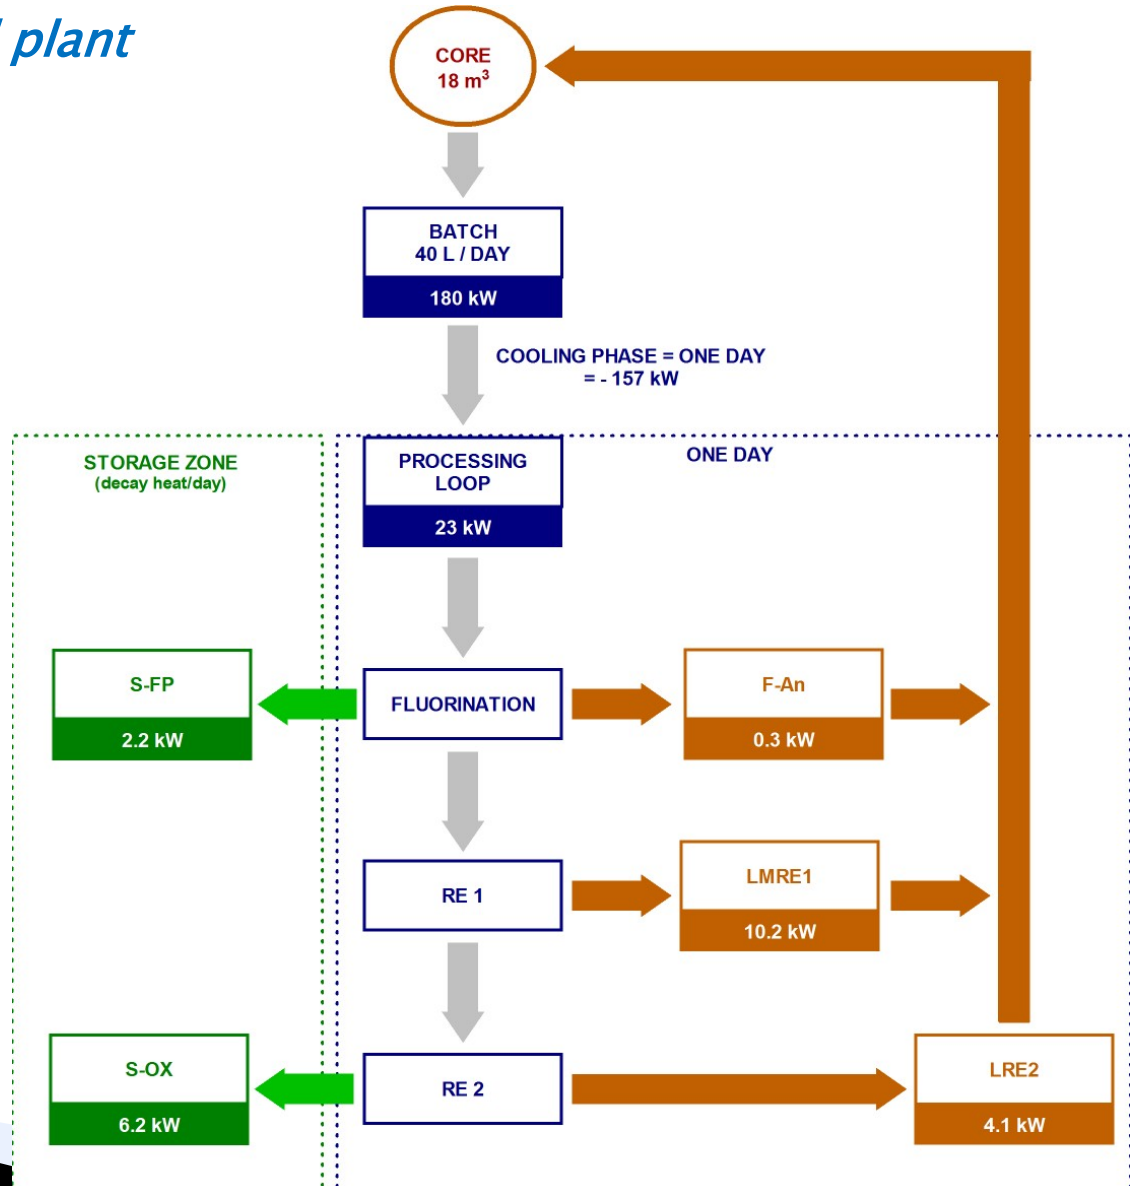 plant
CORE
18 m³
BATCH
40 L / DAY
180 kW
COOLING PHASE = ONE DAY
= - 157 kW
STORAGE ZONE
(decay heat/day)
PROCESSING
LOOP
23 kW
ONE DAY
S-FP
2.2 kW
FLUORINATION
F-An
0.3 kW
RE 1
LMRE1
10.2 kW
S-OX
6.2 kW
RE 2
LRE2
4.1 kW